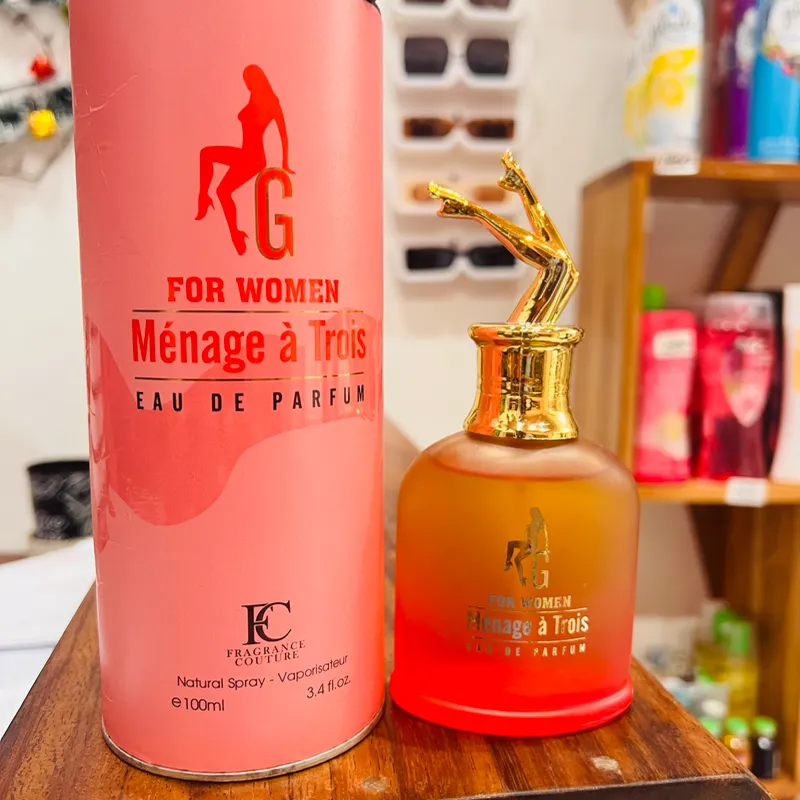 G
FOR WOMEN
Ménage à Trois
EAU DE PARFUM
FC
FRAGRANCE
COUTURE
Natural Spray - Vaporisateur
℮100ml
3.4 fl.oz.
G
FOR WOMEN
Ménage à Trois
EAU DE PARFUM